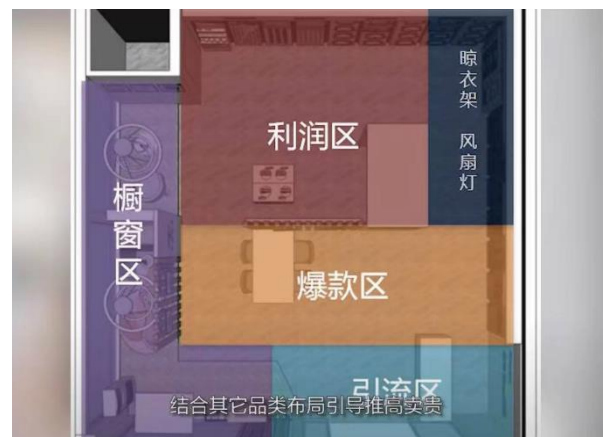 晾衣架 风扇灯
利润区
橱窗区
爆款区
引流区
结合其它品类布局引导推高卖贵